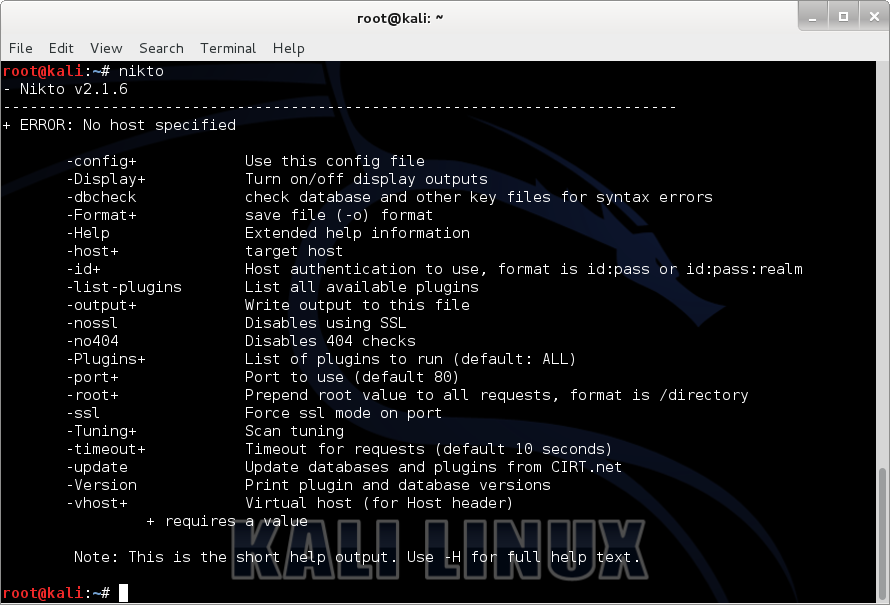 root@kali: ~
File Edit View Search Terminal Help
root@kali:~# nikto
- Nikto v2.1.6
---------------------------------------------------------------------------
+ ERROR: No host specified
-config+ Use this config file
-Display+ Turn on/off display outputs
-dbcheck check database and other key files for syntax errors
-Format+ save file (-o) format
-Help Extended help information
-host+ target host
-id+ Host authentication to use, format is id:pass or id:pass:realm
-list-plugins List all available plugins
-output+ Write output to this file
-nossl Disables using SSL
-no404 Disables 404 checks
-Plugins+ List of plugins to run (default: ALL)
-port+ Port to use (default 80)
-root+ Prepend root value to all requests, format is /directory
-ssl Force ssl mode on port
-Tuning+ Scan tuning
-timeout+ Timeout for requests (default 10 seconds)
-update Update databases and plugins from CIRT.net
-Version Print plugin and database versions
-vhost+ Virtual host (for Host header)
+ requires a value
KALI LINUX
Note: This is the short help output. Use -H for full help text.
root@kali:~#